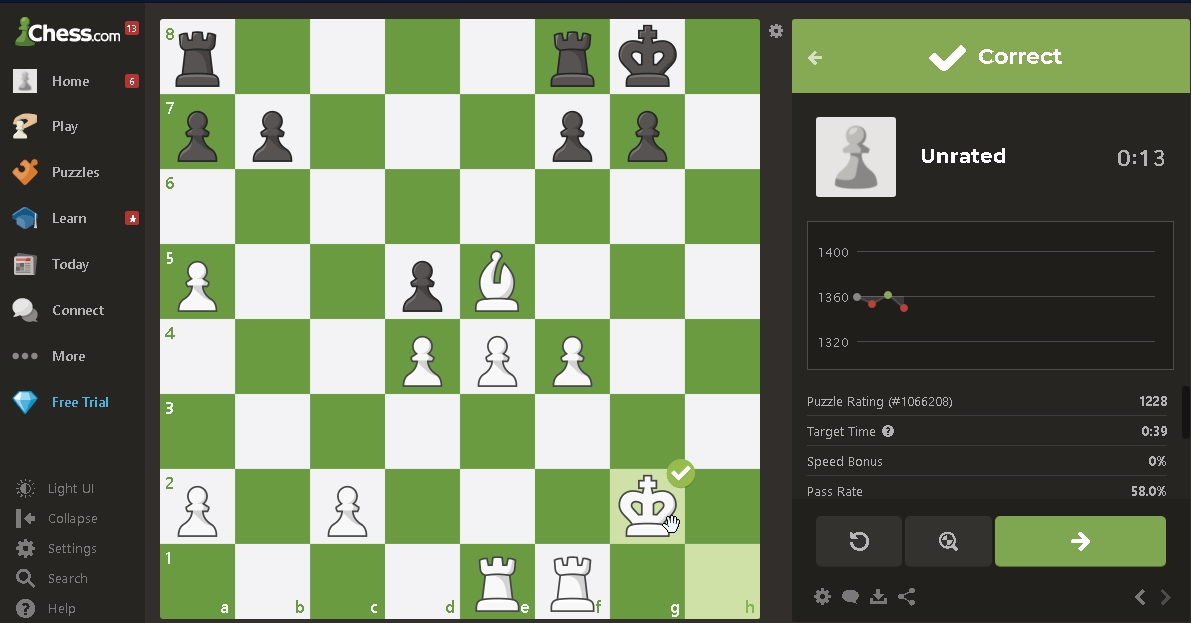 Chess.com 13
Home 6
Play
Puzzles
Learn
Today
Connect
More
Free Trial
Light UI
Collapse
Settings
Search
Help
8
7
6
5
4
3
2
1
a b c d e f g h
Correct
Unrated 0:13
1400
1360
1320
Puzzle Rating (#1066208) 1228
Target Time ? 0:39
Speed Bonus 0%
Pass Rate 58.0%